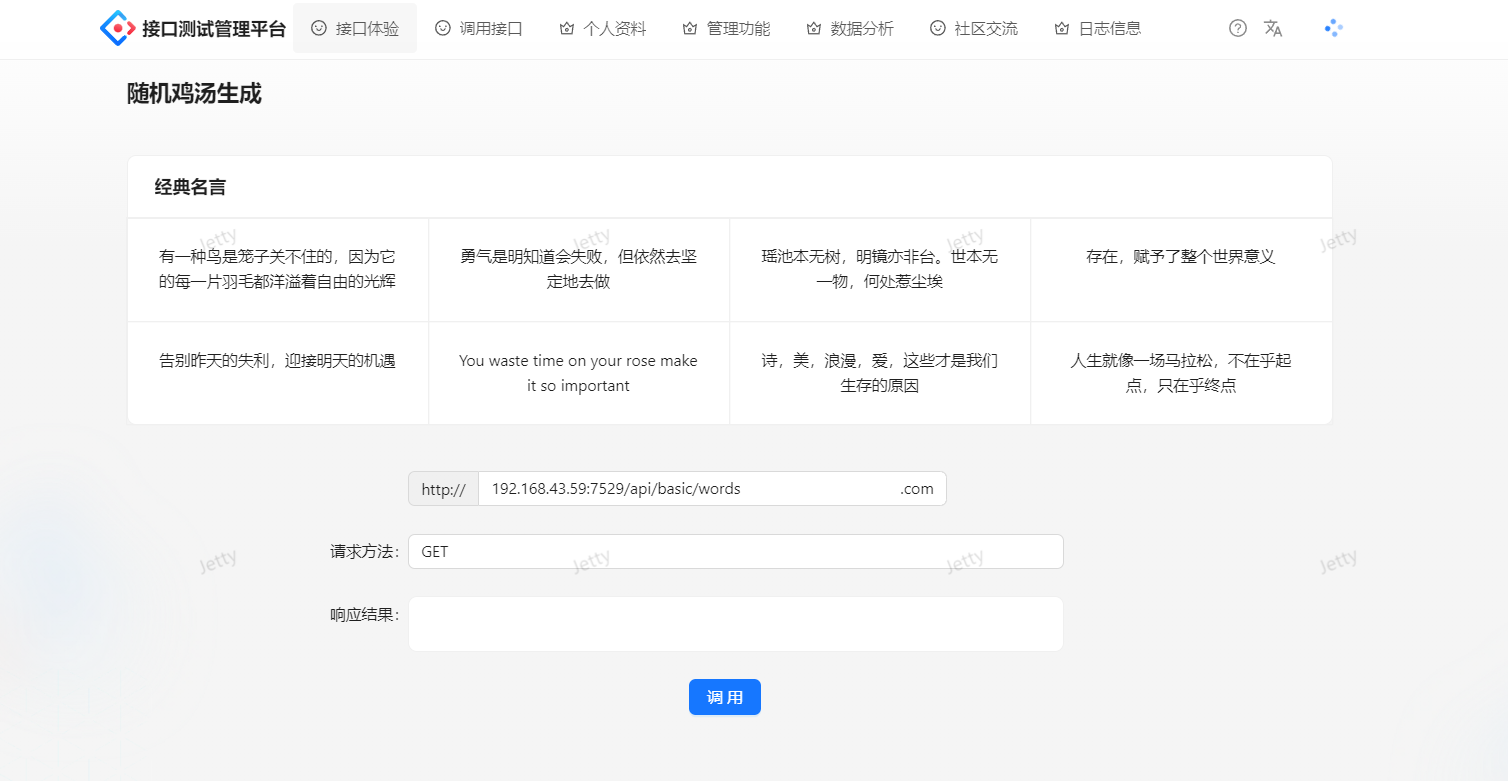 接口测试管理平台 接口体验 调用接口 个人资料 管理功能 数据分析 社区交流 日志信息
随机鸡汤生成
经典名言
有一种鸟是笼子关不住的，因为它
的每一片羽毛都洋溢着自由的光辉
勇气是明知道会失败，但依然去坚
定地去做
瑶池本无树，明镜亦非台。世本无
一物，何处惹尘埃
存在，赋予了整个世界意义
告别昨天的失利，迎接明天的机遇
You waste time on your rose make
it so important
诗，美，浪漫，爱，这些才是我们
生存的原因
人生就像一场马拉松，不在乎起
点，只在乎终点
Jetty Jetty Jetty Jetty
http:// 192.168.43.59:7529/api/basic/words .com
请求方法： GET
Jetty Jetty Jetty Jetty
响应结果：
调 用